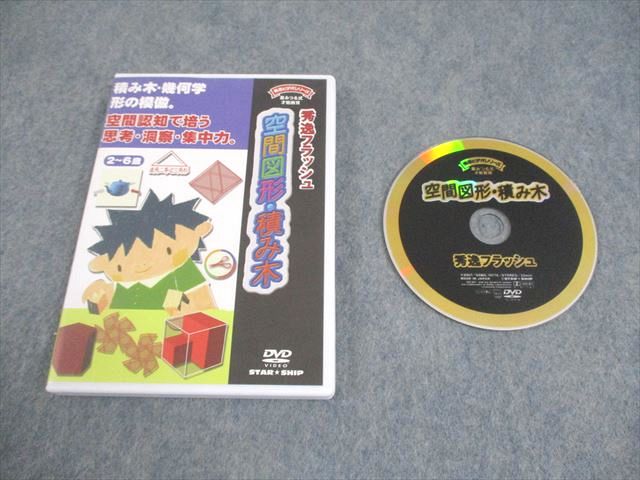 積み木・幾何学
形の模倣。
空間認知で培う
思考・洞察・集中力。
2〜6歳
秀逸フラッシュ
空間図形・積み木
DVD
VIDEO
STAR★SHIP
空間図形・積み木
秀逸フラッシュ
DVD